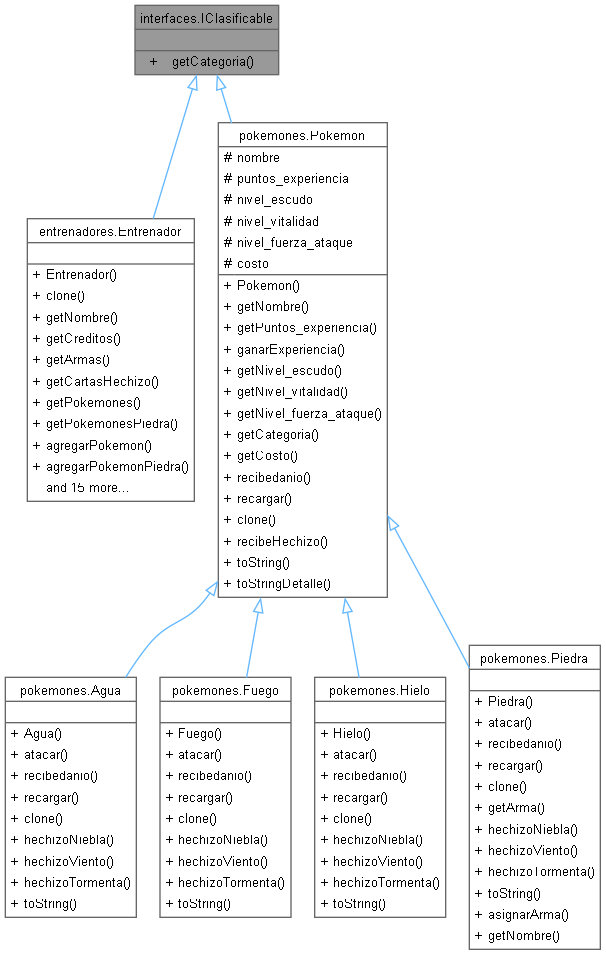 interfaces.IClasificable
+ getCategoria()
pokemones.Pokemon
# nombre
# puntos_experiencia
# nivel_escudo
# nivel_vitalidad
# nivel_fuerza_ataque
# costo
+ Pokemon()
+ getNombre()
+ getPuntos_experiencia()
+ ganarExperiencia()
+ getNivel_escudo()
+ getNivel_vitalidad()
+ getNivel_fuerza_ataque()
+ getCategoria()
+ getCosto()
+ recibedanio()
+ recargar()
+ clone()
+ recibeHechizo()
+ toString()
+ toStringDetalle()
entrenadores.Entrenador
+ Entrenador()
+ clone()
+ getNombre()
+ getCreditos()
+ getArmas()
+ getCartasHechizo()
+ getPokemones()
+ getPokemonesPiedra()
+ agregarPokemon()
+ agregarPokemonPiedra()
and 15 more...
pokemones.Agua
+ Agua()
+ atacar()
+ recibedanio()
+ recargar()
+ clone()
+ hechizoNiebla()
+ hechizoViento()
+ hechizoTormenta()
+ toString()
pokemones.Fuego
+ Fuego()
+ atacar()
+ recibedanio()
+ recargar()
+ clone()
+ hechizoNiebla()
+ hechizoViento()
+ hechizoTormenta()
+ toString()
pokemones.Hielo
+ Hielo()
+ atacar()
+ recibedanio()
+ recargar()
+ clone()
+ hechizoNiebla()
+ hechizoViento()
+ hechizoTormenta()
+ toString()
pokemones.Piedra
+ Piedra()
+ atacar()
+ recibedanio()
+ recargar()
+ clone()
+ getArma()
+ hechizoNiebla()
+ hechizoViento()
+ hechizoTormenta()
+ toString()
+ asignarArma()
+ getNombre()